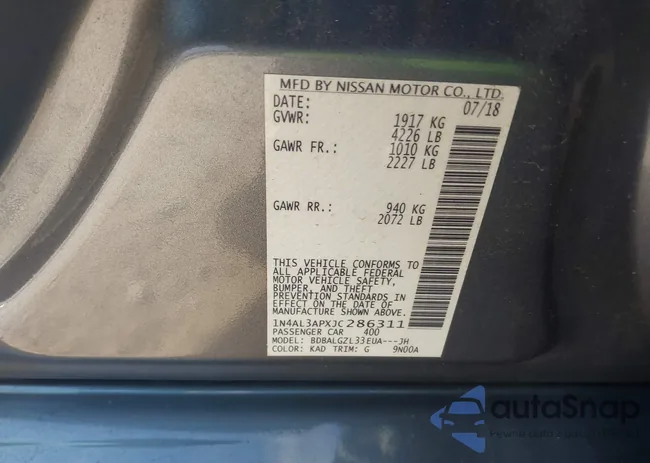 MFD BY NISSAN MOTOR CO., LTD.
DATE: 07/18
GVWR: 1917 KG
4226 LB
GAWR FR.: 1010 KG
2227 LB
GAWR RR.: 940 KG
2072 LB
THIS VEHICLE CONFORMS TO
ALL APPLICABLE FEDERAL
MOTOR VEHICLE SAFETY,
BUMPER, AND THEFT
PREVENTION STANDARDS IN
EFFECT ON THE DATE OF
MANUFACTURE SHOWN ABOVE.
1N4AL3APXJC286311
PASSENGER CAR 400
MODEL: BDBALGZL33EUA---JH
COLOR: KAD TRIM: G 9N00A
autoSnap